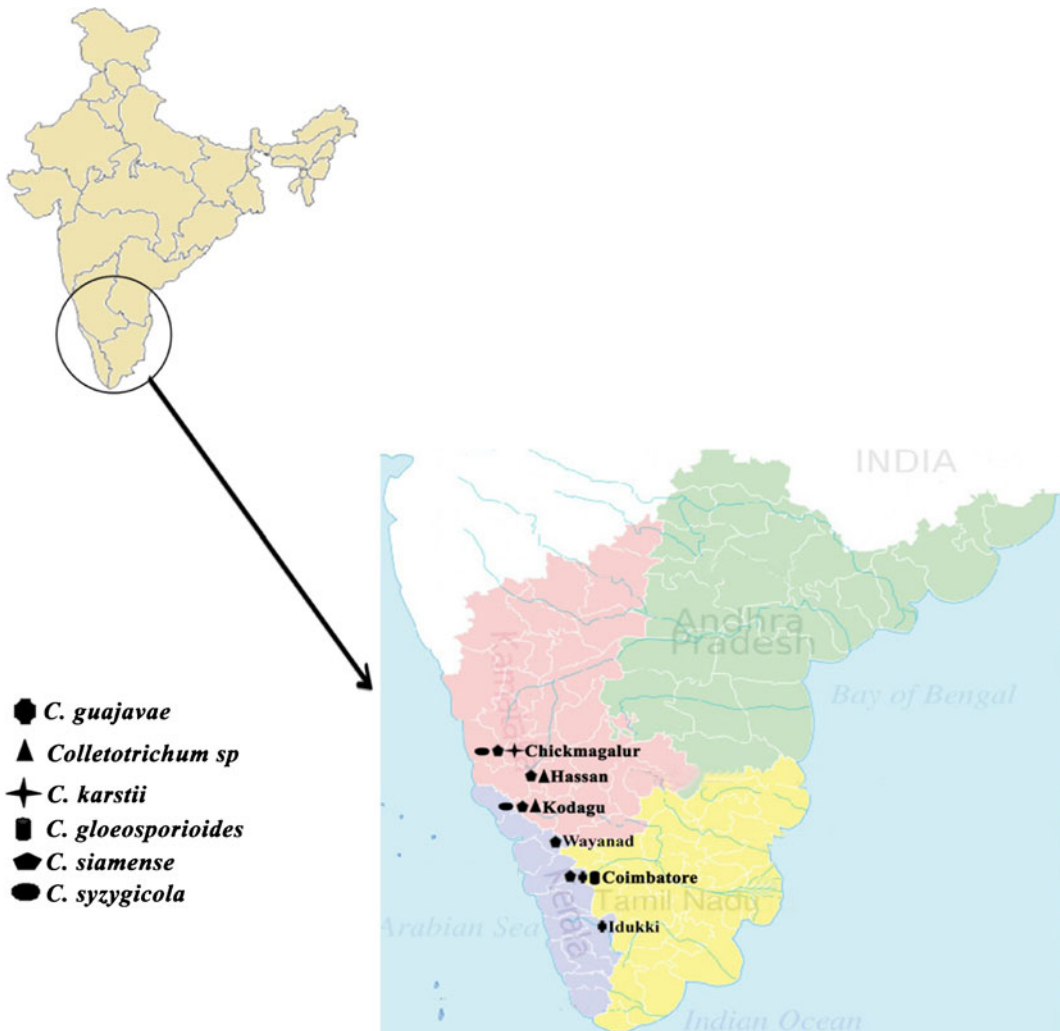 INDIA
Andhra
Pradesh
Karnataka
Bay of Bengal
C. guajavae
Colletotrichum sp
C. karstii
C. gloeosporioides
C. siamense
C. syzygicola
Chickmagalur
Hassan
Kodagu
Wayanad
Coimbatore
Tamil Nadu
Kerala
Arabian Sea
Idukki
Indian Ocean